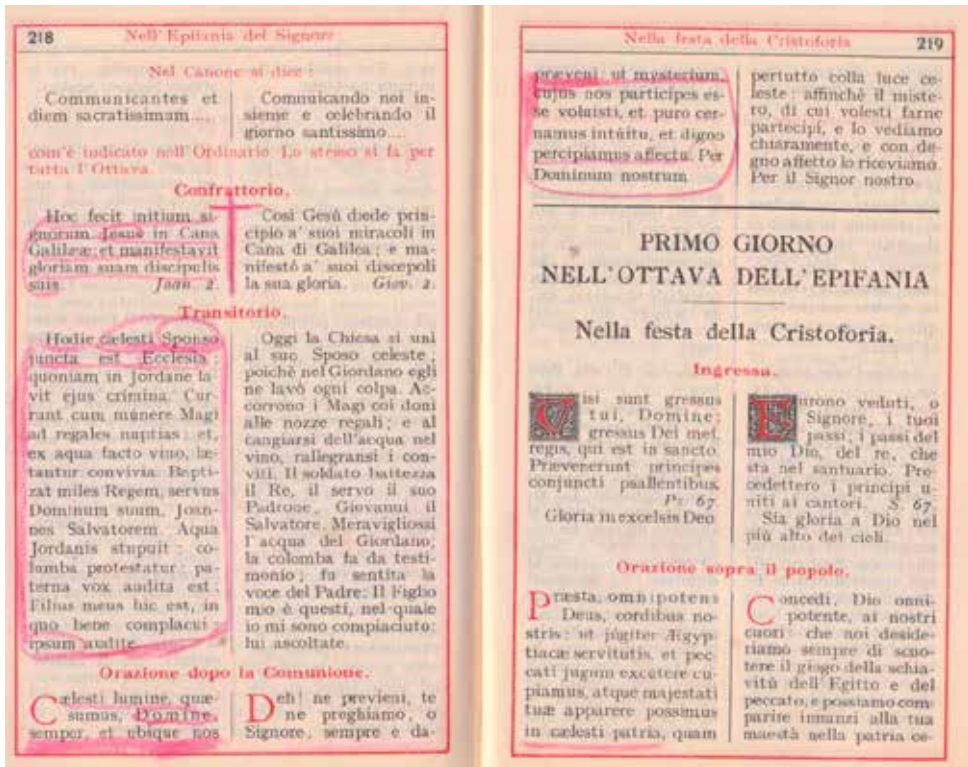 218
Nell' Epifania del Signore
Nel Canone si dice:
Communicantes et
diem sacratissimum....
Comnuicando noi in-
sieme e celebrando il
giorno santissimo....
com'è indicato nell'Ordinario. Lo stesso si fa per
tutta l'Ottava.
Confrattorio.
Hoc fecit initium si-
gnorum Jesus in Cana
Galilææ; et manifestavit
gloriam suam discipulis
suis. Joan. 2.
Così Gesù diede prin-
cipio a' suoi miracoli in
Cana di Galilea; e ma-
nifestò a' suoi discepoli
la sua gloria. Giov. 2.
Transitorio.
Hodie cælesti Sponso
juncta est Ecclesia:
quoniam in Jordane la-
vit ejus crimina. Cur-
runt cum múnere Magi
ad regales nuptias: et,
ex aqua facto vino, læ-
tantur convivia. Bapti-
zat miles Regem, servus
Dominum suum, Joan-
nes Salvatorem. Aqua
Jordanis stupuit: co-
lumba protestatur: pa-
terna vox audita est:
Filius meus hic est, in
quo bene complacui:
ipsum audite.
Oggi la Chiesa si unì
al suo Sposo celeste;
poichè nel Giordano egli
ne lavò ogni colpa. Ac-
corrono i Magi coi doni
alle nozze regali; e al
cangiarsi dell'acqua nel
vino, rallegransi i con-
viti. Il soldato battezza
il Re, il servo il suo
Padrone, Giovanni il
Salvatore. Meravigliossi
l'acqua del Giordano;
la colomba fa da testi-
monio; fu sentita la
voce del Padre: Il Figlio
mio è questi, nel quale
io mi sono compiaciuto:
lui ascoltate.
Orazione dopo la Comunione.
Cælesti lumine, quæ-
sumus, Domine,
semper, et ubique nos
Deh! ne previeni, te
ne preghiamo, o
Signore, sempre e da-
Nella festa della Cristoforia
219
præveni: ut mysterium,
cujus nos participes es-
se voluisti, et puro cer-
namus intúitu, et digno
percipiamus affectu. Per
Dominum nostrum
pertutto colla luce ce-
leste: affinchè il miste-
ro, di cui volesti farne
partecipi, e lo vediamo
chiaramente, e con de-
gno affetto lo riceviamo.
Per il Signor nostro.
PRIMO GIORNO
NELL'OTTAVA DELL'EPIFANIA
Nella festa della Cristoforia.
Ingressa.
Visi sunt gressus
tui, Domine;
gressus Dei mei,
regis, qui est in sancto.
Prævenerunt principes
conjuncti psallentibus.
Ps. 67.
Gloria in excelsis Deo.
Furono veduti, o
Signore, i tuoi
passi; i passi del
mio Dio, del re, che
sta nel santuario. Pre-
cedettero i principi u-
niti ai cantori. S. 67.
Sia gloria a Dio nel
più alto dei cieli.
Orazione sopra il popolo.
Præsta, omnipotens
Deus, cordibus no-
stris: ut júgiter Ægyp-
tiacæ servitutis, et pec-
cati jugum excutere cu-
piamus, atque majestati
tuæ apparere possimus
in cælesti patria, quam
Concedi, Dio onni-
potente, ai nostri
cuori: che noi deside-
riamo sempre di scuo-
tere il giogo della schia-
vitù dell'Egitto e del
peccato, e possiamo com-
parire innanzi alla tua
maestà nella patria ce-